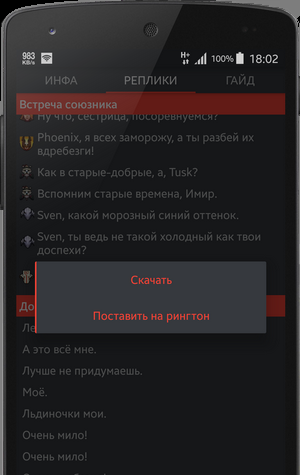 983
KB/s
H+
100%
18:02
ИНФА РЕПЛИКИ ГАЙД
Встреча союзника
Ну что, сестрица, посоревнуемся?
Phoenix, я всех заморожу, а ты разбей их
вдребезги!
Как в старые-добрые, а, Tusk?
Вспомним старые времена, Имир.
Sven, какой морозный синий оттенок.
Sven, ты ведь не такой холодный как твои
доспехи?
Скачать
Поставить на рингтон
А это всё мне.
Лучше не придумаешь.
Моё.
Льдиночки мои.
Очень мило!
Очень мило!